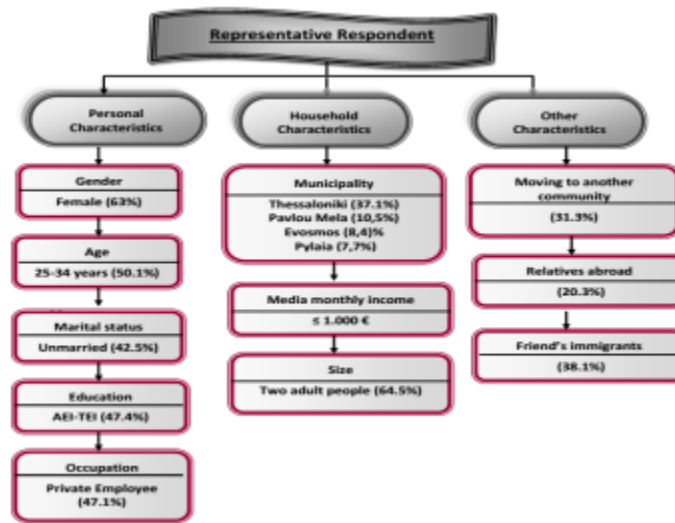 Representative Respondent
Personal
Characteristics
Gender
Female (63%)
Age
25-34 years (50.1%)
Marital status
Unmarried (42.5%)
Education
AEI-TEI (47.4%)
Occupation
Private Employee
(47.1%)
Household
Characteristics
Municipality
Thessaloniki (37.1%)
Pavlou Mela (10,5%)
Evosmos (8,4)%
Pylaia (7,7%)
Media monthly income
≤ 1.000 €
Size
Two adult people (64.5%)
Other
Characteristics
Moving to another
community
(31.3%)
Relatives abroad
(20.3%)
Friend's immigrants
(38.1%)